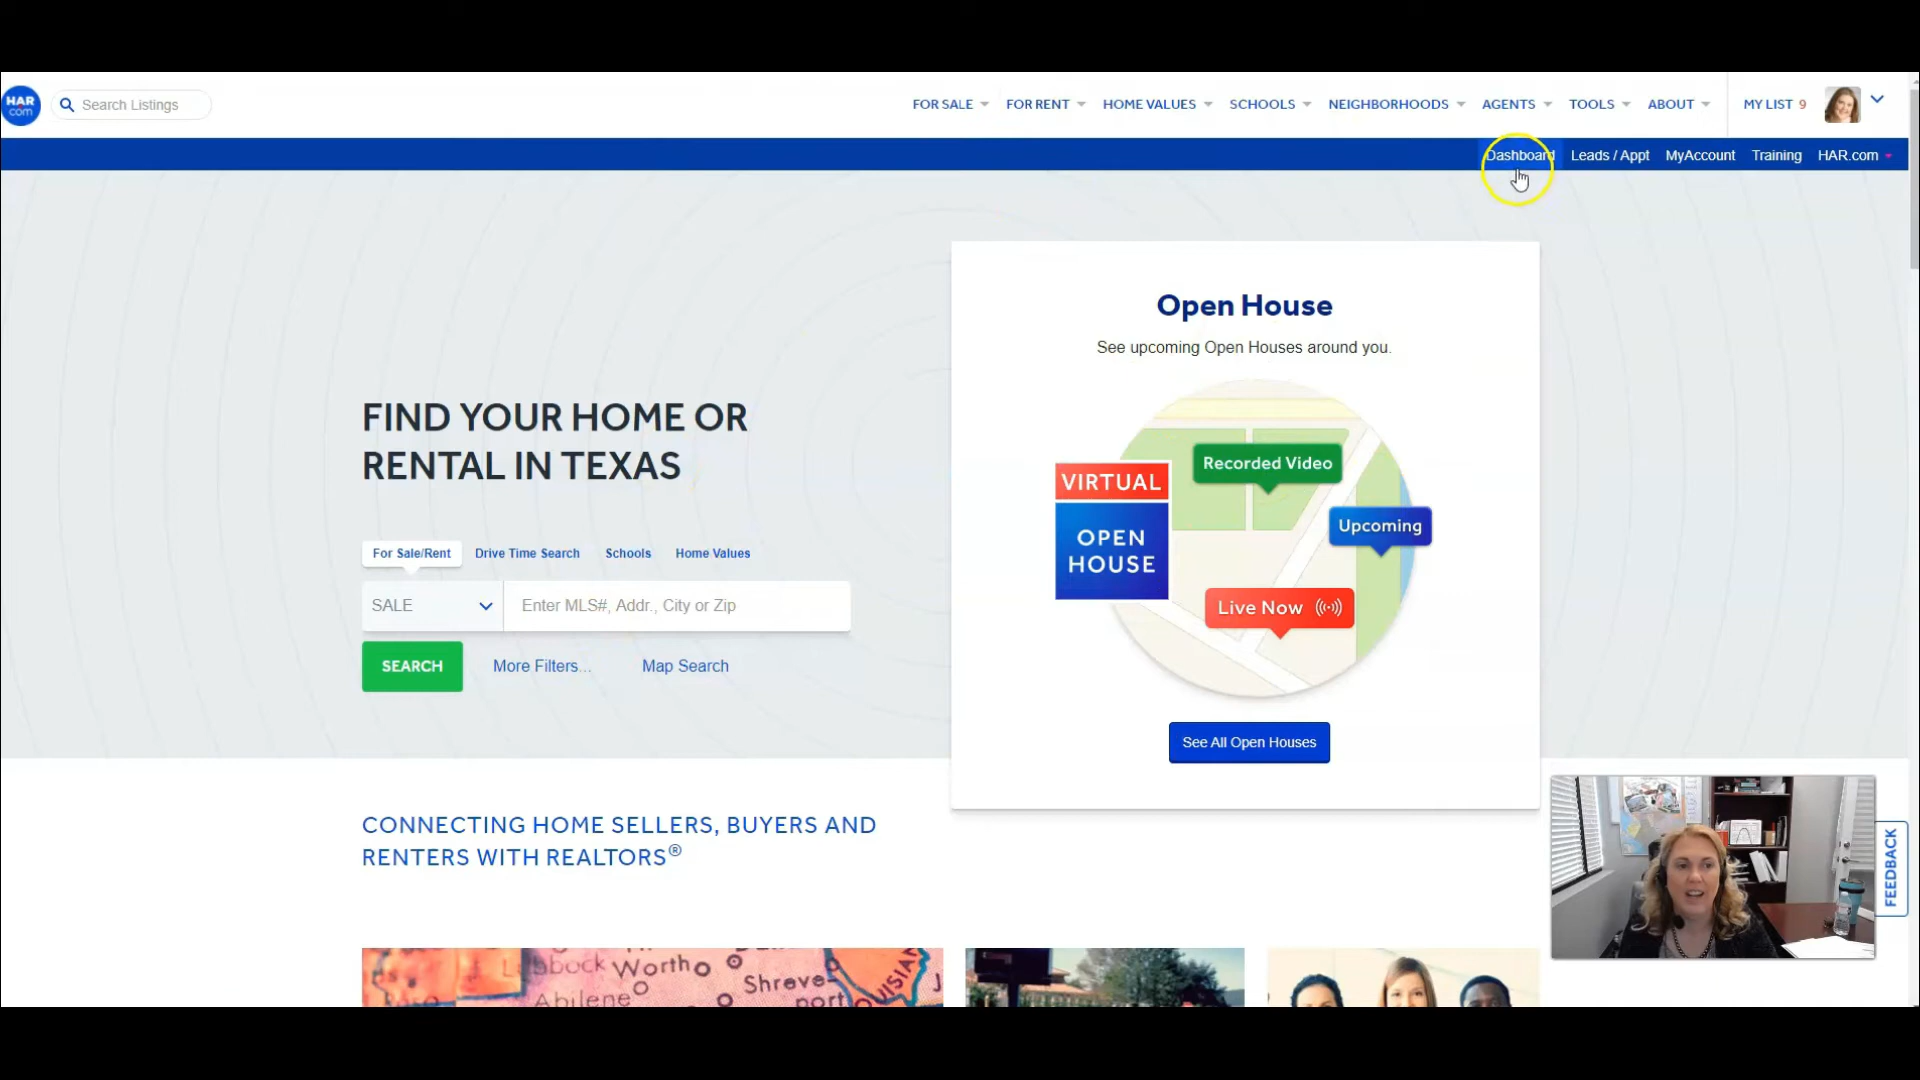 HAR
com
Search Listings
FOR SALE
FOR RENT
HOME VALUES
SCHOOLS
NEIGHBORHOODS
AGENTS
TOOLS
ABOUT
MY LIST 9
Dashboard
Leads / Appt
MyAccount
Training
HAR.com
Open House
See upcoming Open Houses around you.
FIND YOUR HOME OR
RENTAL IN TEXAS
Recorded Video
VIRTUAL
OPEN
HOUSE
Upcoming
Live Now
For Sale/Rent
Drive Time Search
Schools
Home Values
SALE
Enter MLS#, Addr., City or Zip
SEARCH
More Filters...
Map Search
See All Open Houses
CONNECTING HOME SELLERS, BUYERS AND
RENTERS WITH REALTORS®
FEEDBACK
Worth
Shreve-
port
Abilene